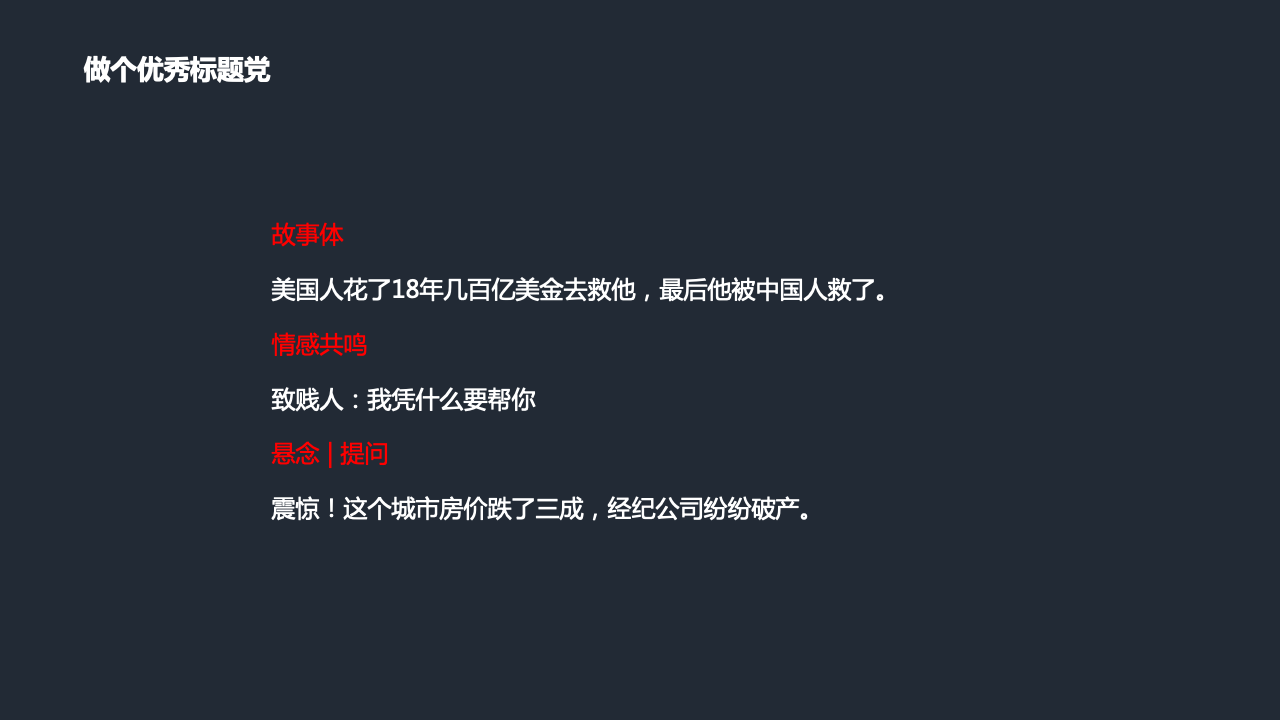 做个优秀标题党
故事体
美国人花了18年几百亿美金去救他，最后他被中国人救了。
情感共鸣
致贱人：我凭什么要帮你
悬念 | 提问
震惊！这个城市房价跌了三成，经纪公司纷纷破产。